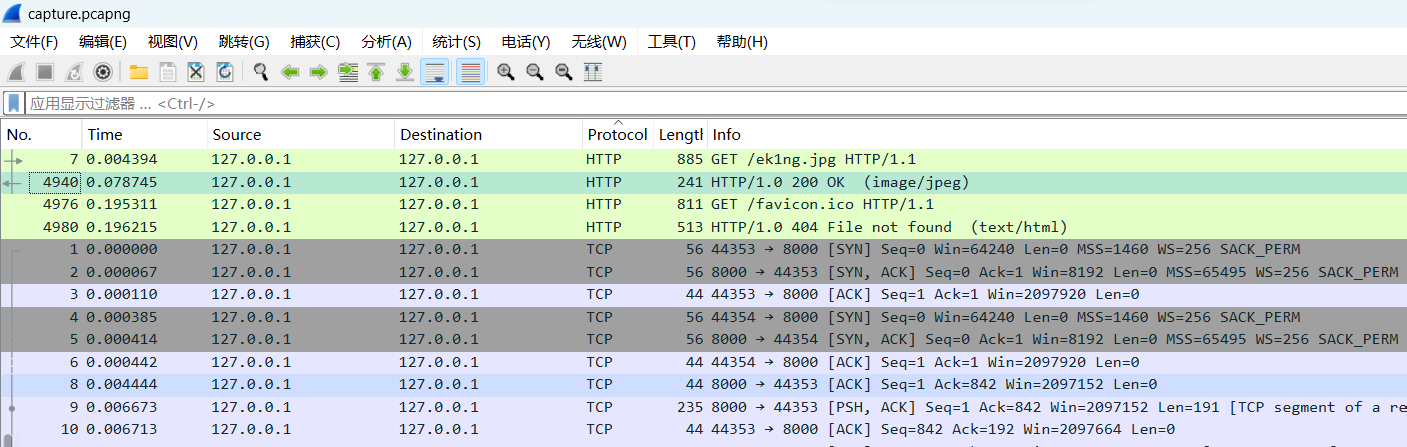 capture.pcapng
文件(F) 编辑(E) 视图(V) 跳转(G) 捕获(C) 分析(A) 统计(S) 电话(Y) 无线(W) 工具(T) 帮助(H)
应用显示过滤器 … <Ctrl-/>
No. Time Source Destination Protocol Length Info
7 0.004394 127.0.0.1 127.0.0.1 HTTP 885 GET /ek1ng.jpg HTTP/1.1
4940 0.078745 127.0.0.1 127.0.0.1 HTTP 241 HTTP/1.0 200 OK (image/jpeg)
4976 0.195311 127.0.0.1 127.0.0.1 HTTP 811 GET /favicon.ico HTTP/1.1
4980 0.196215 127.0.0.1 127.0.0.1 HTTP 513 HTTP/1.0 404 File not found (text/html)
1 0.000000 127.0.0.1 127.0.0.1 TCP 56 44353 → 8000 [SYN] Seq=0 Win=64240 Len=0 MSS=1460 WS=256 SACK_PERM
2 0.000067 127.0.0.1 127.0.0.1 TCP 56 8000 → 44353 [SYN, ACK] Seq=0 Ack=1 Win=8192 Len=0 MSS=65495 WS=256 SACK_PERM
3 0.000110 127.0.0.1 127.0.0.1 TCP 44 44353 → 8000 [ACK] Seq=1 Ack=1 Win=2097920 Len=0
4 0.000385 127.0.0.1 127.0.0.1 TCP 56 44354 → 8000 [SYN] Seq=0 Win=64240 Len=0 MSS=1460 WS=256 SACK_PERM
5 0.000414 127.0.0.1 127.0.0.1 TCP 56 8000 → 44354 [SYN, ACK] Seq=0 Ack=1 Win=8192 Len=0 MSS=65495 WS=256 SACK_PERM
6 0.000442 127.0.0.1 127.0.0.1 TCP 44 44354 → 8000 [ACK] Seq=1 Ack=1 Win=2097920 Len=0
8 0.004444 127.0.0.1 127.0.0.1 TCP 44 8000 → 44353 [ACK] Seq=1 Ack=842 Win=2097152 Len=0
9 0.006673 127.0.0.1 127.0.0.1 TCP 235 8000 → 44353 [PSH, ACK] Seq=1 Ack=842 Win=2097152 Len=191 [TCP segment of a re
10 0.006713 127.0.0.1 127.0.0.1 TCP 44 44353 → 8000 [ACK] Seq=842 Ack=192 Win=2097664 Len=0